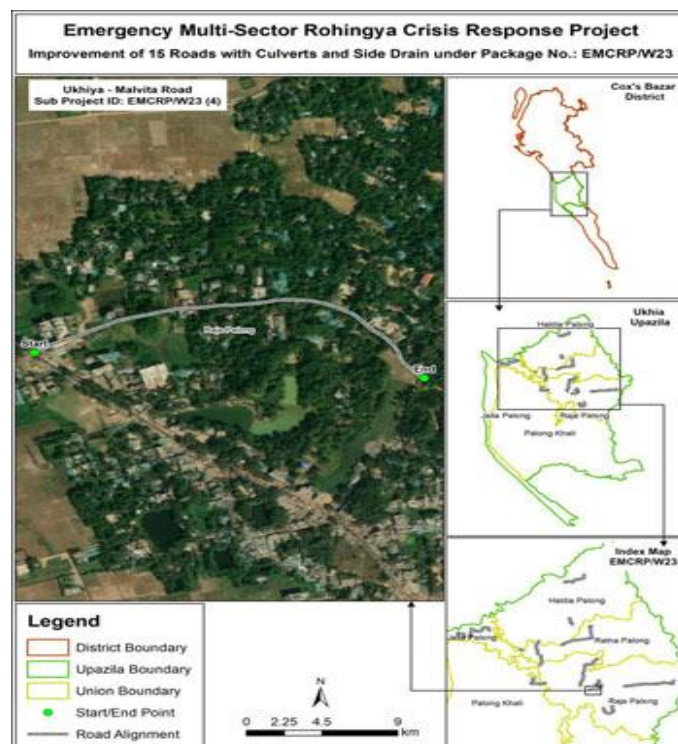 Emergency Multi-Sector Rohingya Crisis Response Project
Improvement of 15 Roads with Culverts and Side Drain under Package No.: EMCRP/W23
Ukhiya - Malvita Road
Sub Project ID: EMCRP/W23 (4)
Start
Raja Palong
End
Cox's Bazar
District
Ukhia
Upazila
Haldia Palong
Jalia Palong
Raja Palong
Palong Khali
Index Map
EMCRP/W23
Haldia Palong
Jalia Palong
Ratna Palong
Palong Khali
Raja Palong
Legend
District Boundary
Upazila Boundary
Union Boundary
Start/End Point
Road Alignment
N
0 2.25 4.5 9
km